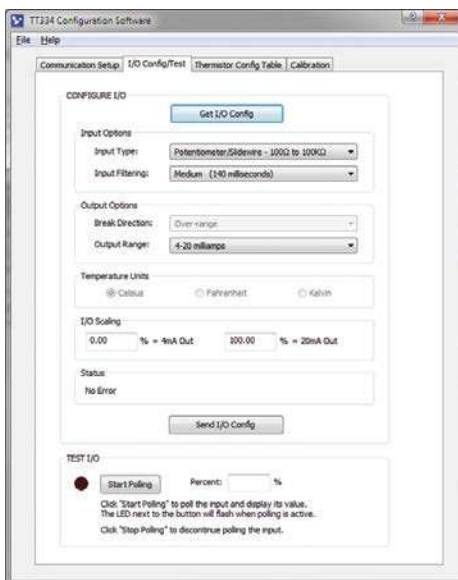 TT334 Configuration Software
File Help
Communication Setup I/O Config/Test Thermistor Config Table Calibration
CONFIGURE I/O
Get I/O Config
Input Options
Input Type: Potentiometer/Slidewire - 100Ω to 100KΩ
Input Filtering: Medium (140 milliseconds)
Output Options
Break Direction: Over-range
Output Range: 4-20 milliamps
Temperature Units
Celsius Fahrenheit Kelvin
I/O Scaling
0.00 % = 4mA Out 100.00 % = 20mA Out
Status
No Error
Send I/O Config
TEST I/O
Start Polling Percent: %
Click "Start Polling" to poll the input and display its value.
The LED next to the button will flash when polling is active.
Click "Stop Polling" to discontinue polling the input.